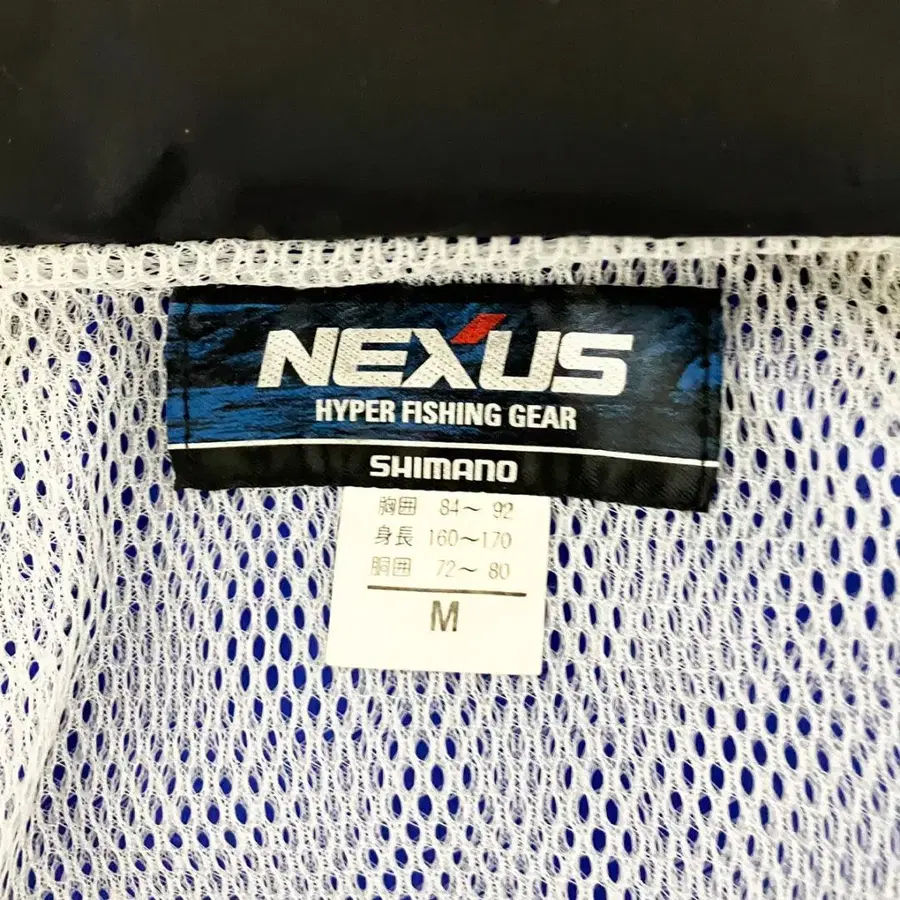 NEXUS
HYPER FISHING GEAR
SHIMANO
胸囲 84～ 92
身長 160～170
胴囲 72～ 80
M